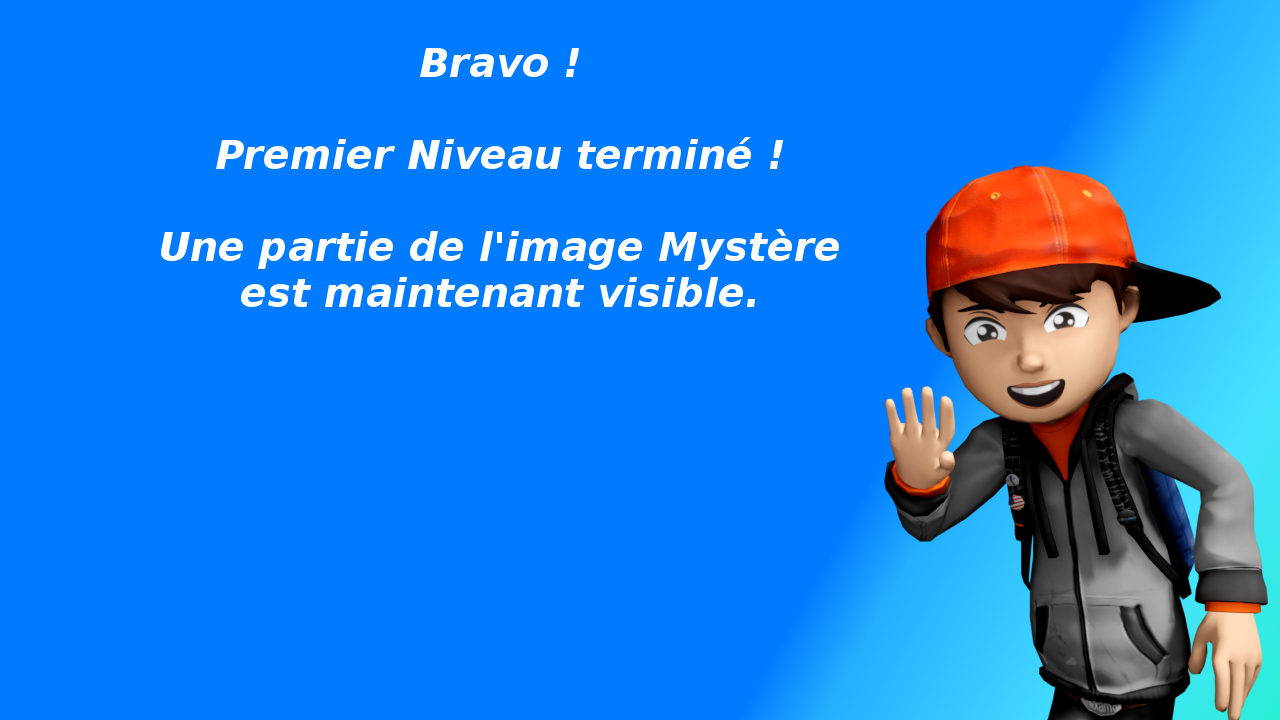 Bravo !
Premier Niveau terminé !
Une partie de l'image Mystère
est maintenant visible.